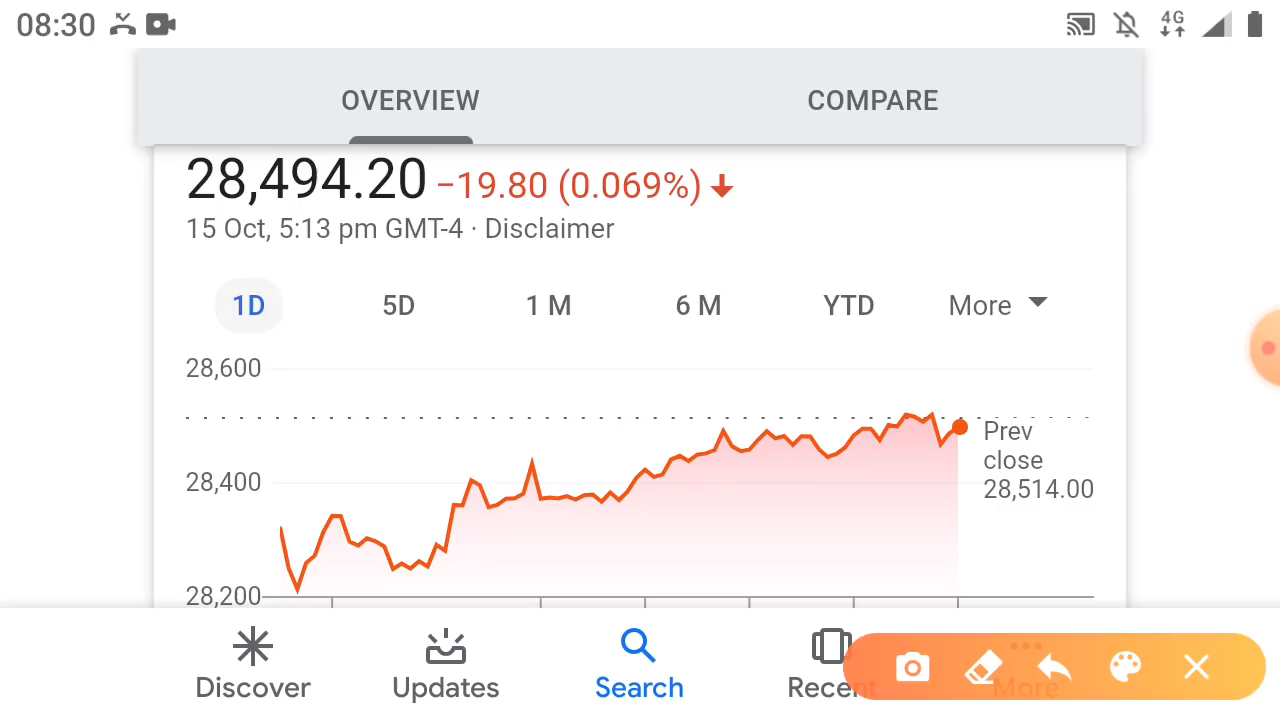 08:30 4G
OVERVIEW COMPARE
28,494.20 −19.80 (0.069%)
15 Oct, 5:13 pm GMT-4 · Disclaimer
1D 5D 1 M 6 M YTD More
28,600
Prev
close
28,514.00
28,400
28,200
Discover Updates Search Recent More